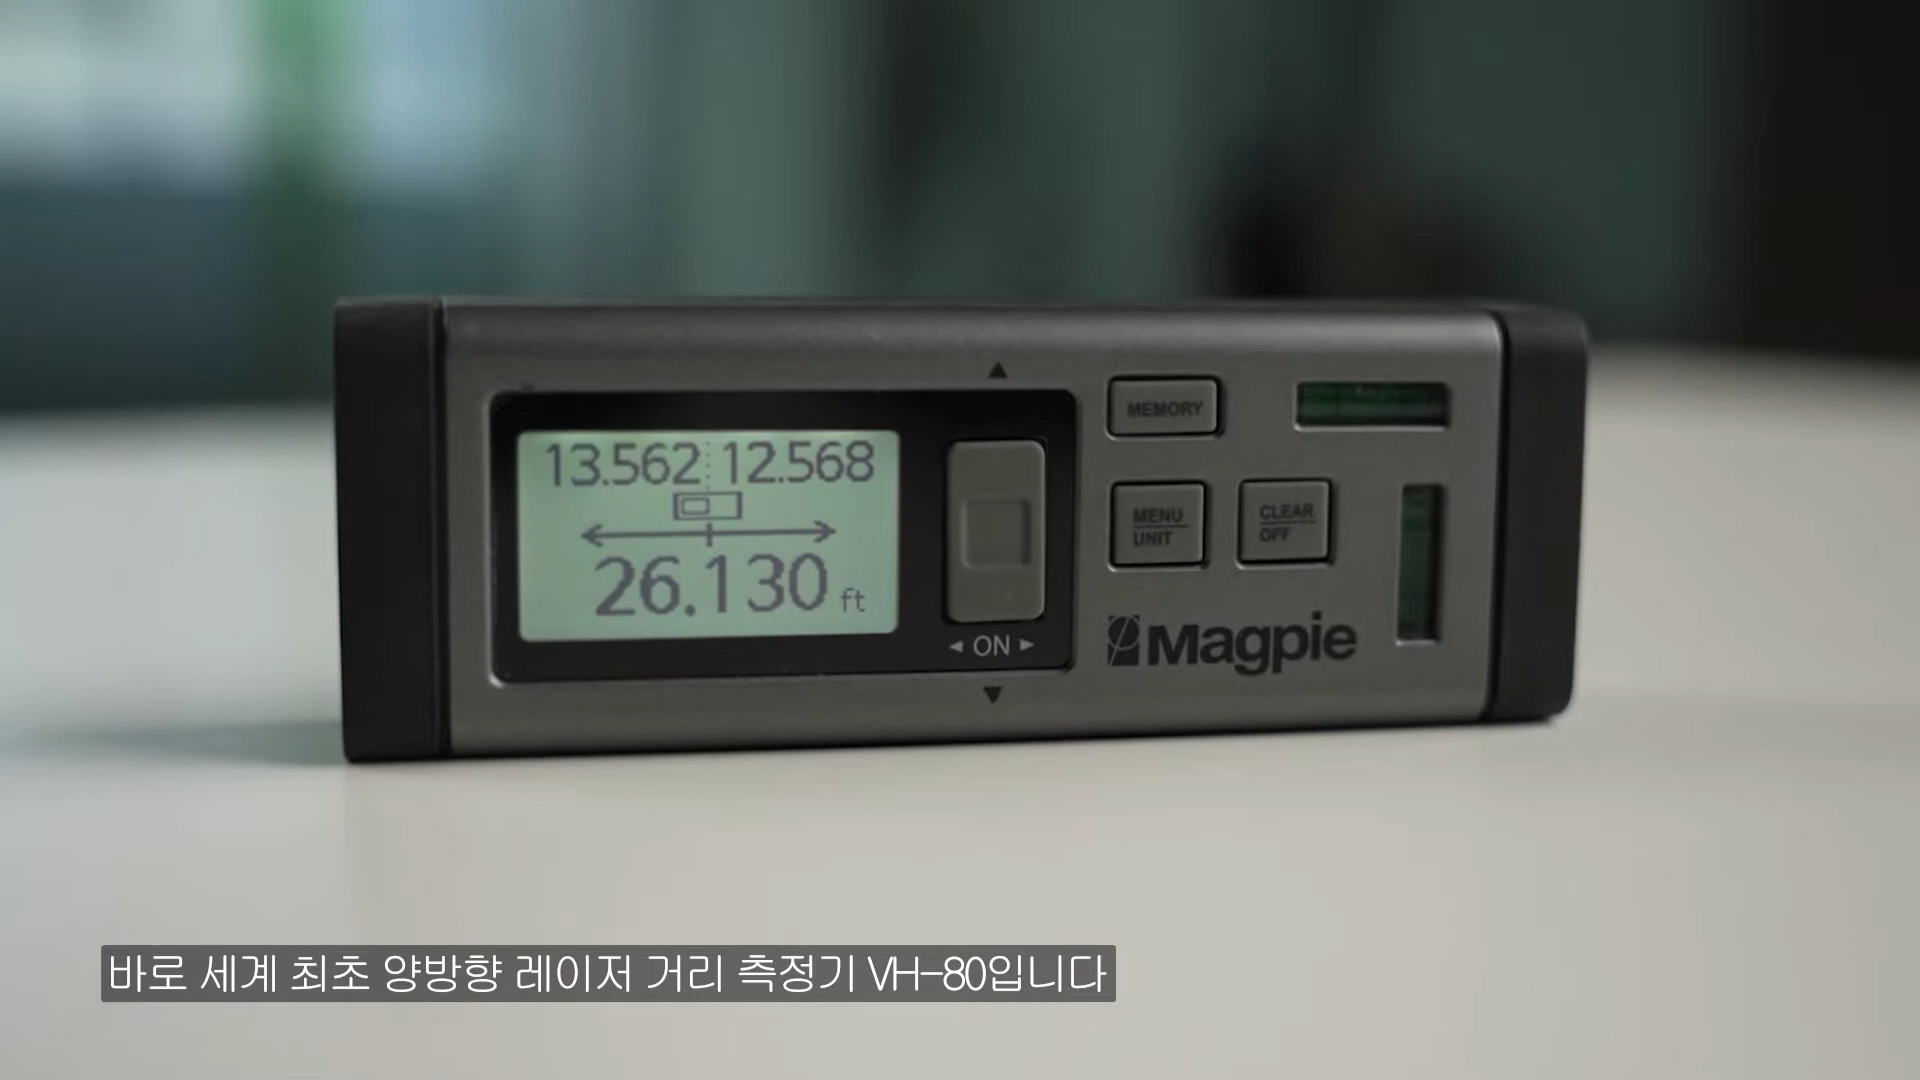 13.562 12.568
26.130 ft
◄ ON ►
MEMORY
MENU
UNIT
CLEAR
OFF
Magpie
바로 세계 최초 양방향 레이저 거리 측정기 VH-80입니다